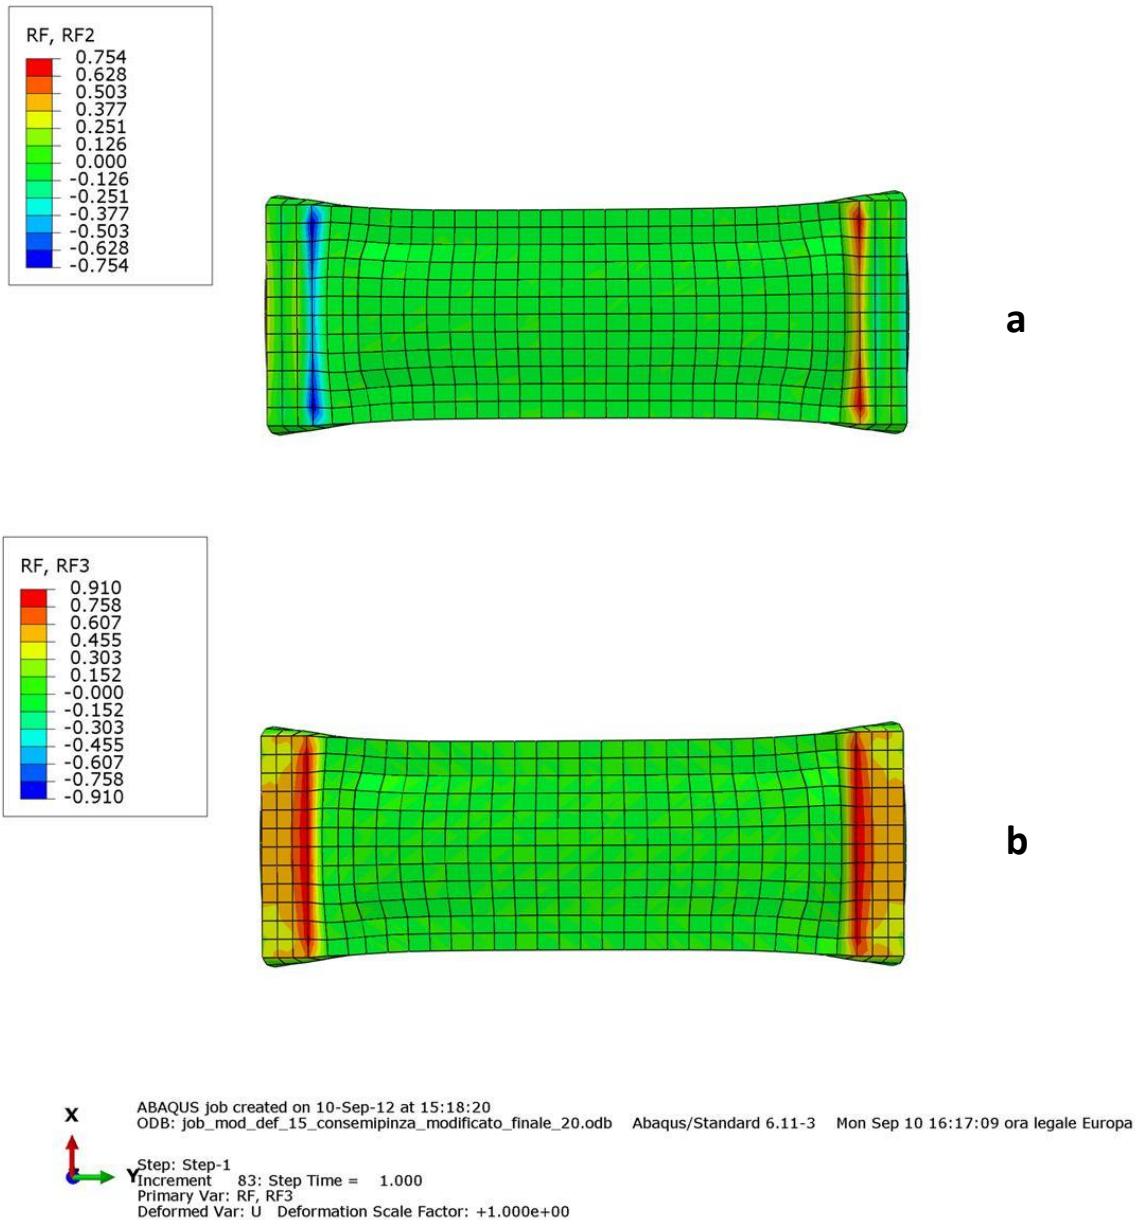 RF, RF2
0.754
0.628
0.503
0.377
0.251
0.126
0.000
-0.126
-0.251
-0.377
-0.503
-0.628
-0.754
a
RF, RF3
0.910
0.758
0.607
0.455
0.303
0.152
-0.000
-0.152
-0.303
-0.455
-0.607
-0.758
-0.910
b
X
Y
ABAQUS job created on 10-Sep-12 at 15:18:20
ODB: job_mod_def_15_consemipinza_modificato_finale_20.odb Abaqus/Standard 6.11-3 Mon Sep 10 16:17:09 ora legale Europa
Step: Step-1
Increment 83: Step Time = 1.000
Primary Var: RF, RF3
Deformed Var: U Deformation Scale Factor: +1.000e+00